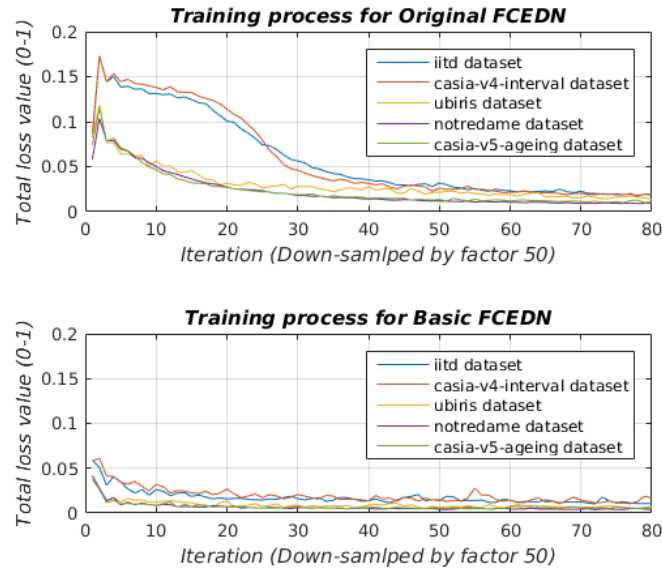 Training process for Original FCEDN
Total loss value (0-1)
0.2
0.15
0.1
0.05
0
iitd dataset
casia-v4-interval dataset
ubiris dataset
notredame dataset
casia-v5-ageing dataset
0 10 20 30 40 50 60 70 80
Iteration (Down-samlped by factor 50)
Training process for Basic FCEDN
Total loss value (0-1)
0.2
0.15
0.1
0.05
0
iitd dataset
casia-v4-interval dataset
ubiris dataset
notredame dataset
casia-v5-ageing dataset
0 10 20 30 40 50 60 70 80
Iteration (Down-samlped by factor 50)